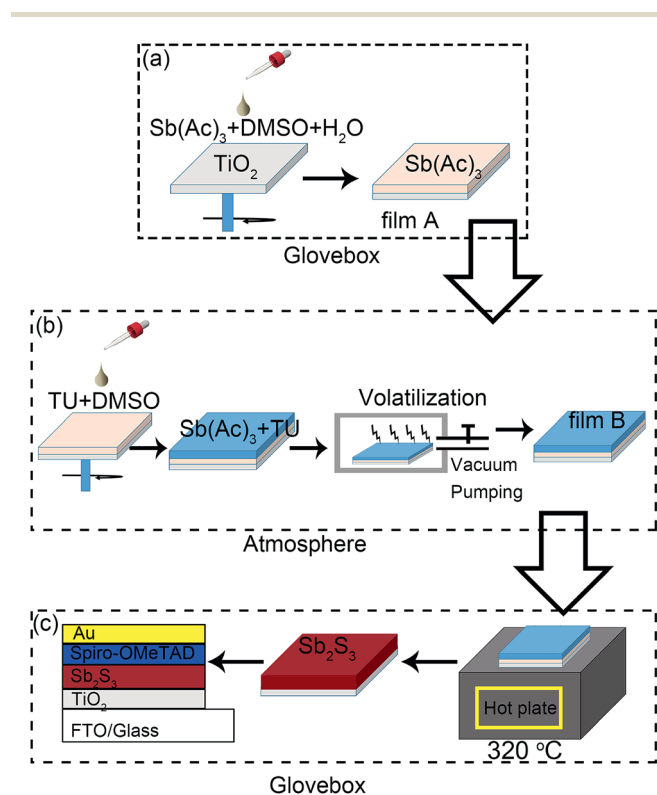 (a)
Sb(Ac)₃+DMSO+H₂O
TiO₂
Sb(Ac)₃
film A
Glovebox
(b)
TU+DMSO
Sb(Ac)₃+TU
Volatilization
Vacuum
Pumping
film B
Atmosphere
(c)
Au
Spiro-OMeTAD
Sb₂S₃
TiO₂
FTO/Glass
Sb₂S₃
Hot plate
320 °C
Glovebox